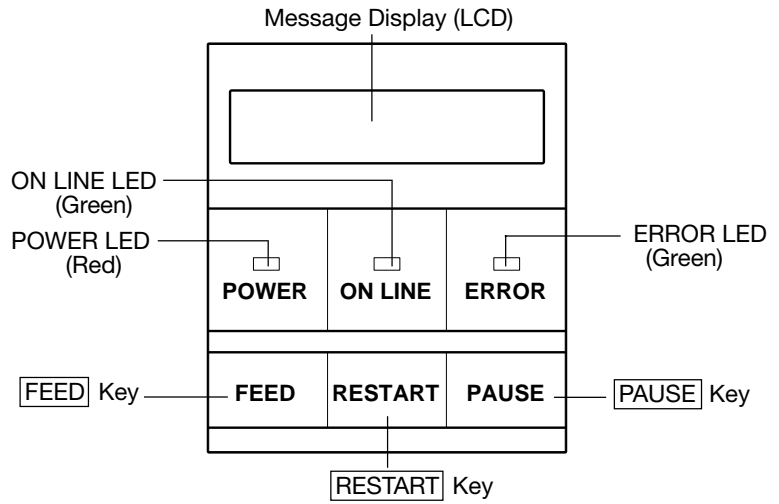 Message Display (LCD)
ON LINE LED
(Green)
POWER LED
(Red)
ERROR LED
(Green)
POWER
ON LINE
ERROR
FEED Key
FEED
RESTART
PAUSE
PAUSE Key
RESTART Key